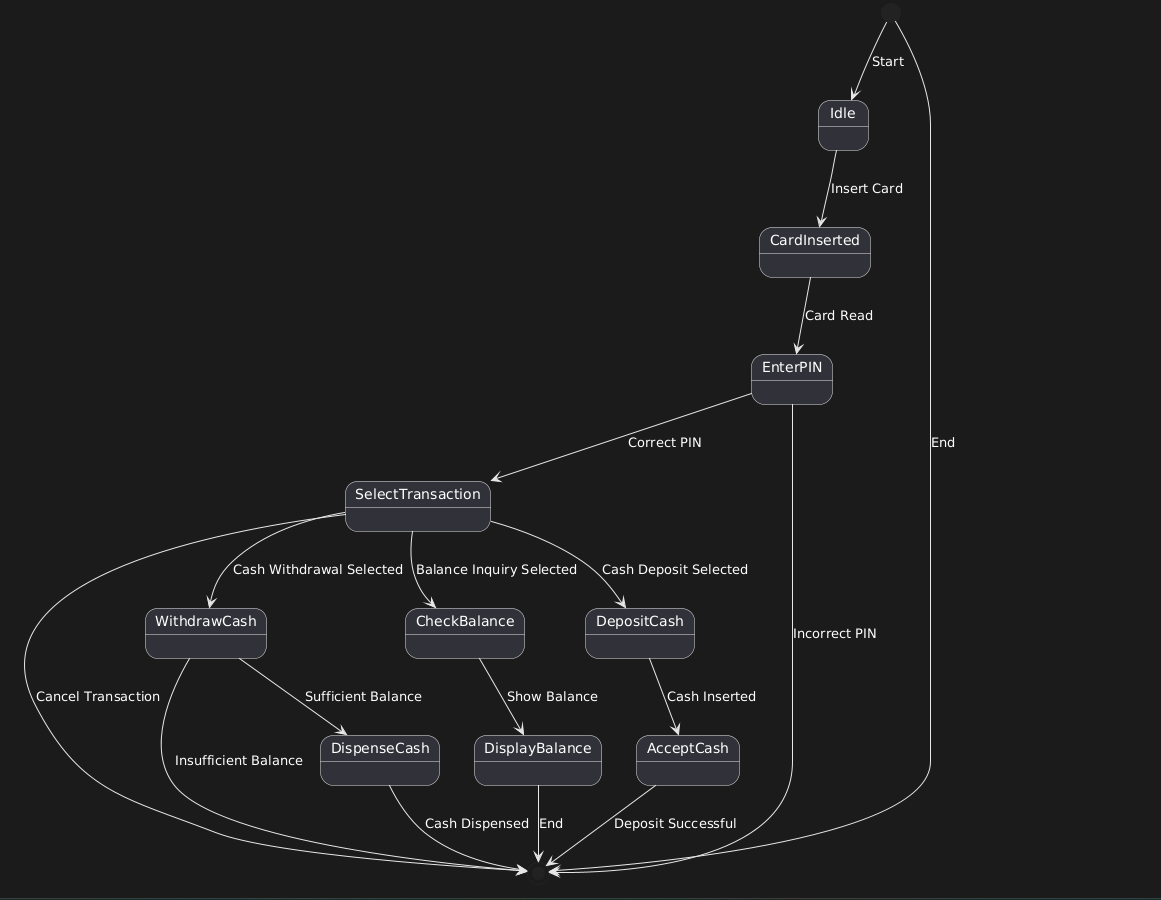 Start
Idle
Insert Card
CardInserted
Card Read
EnterPIN
Correct PIN
End
SelectTransaction
Cash Withdrawal Selected
Balance Inquiry Selected
Cash Deposit Selected
WithdrawCash
CheckBalance
DepositCash
Incorrect PIN
Cancel Transaction
Sufficient Balance
Show Balance
Cash Inserted
DispenseCash
DisplayBalance
AcceptCash
Insufficient Balance
Cash Dispensed
End
Deposit Successful